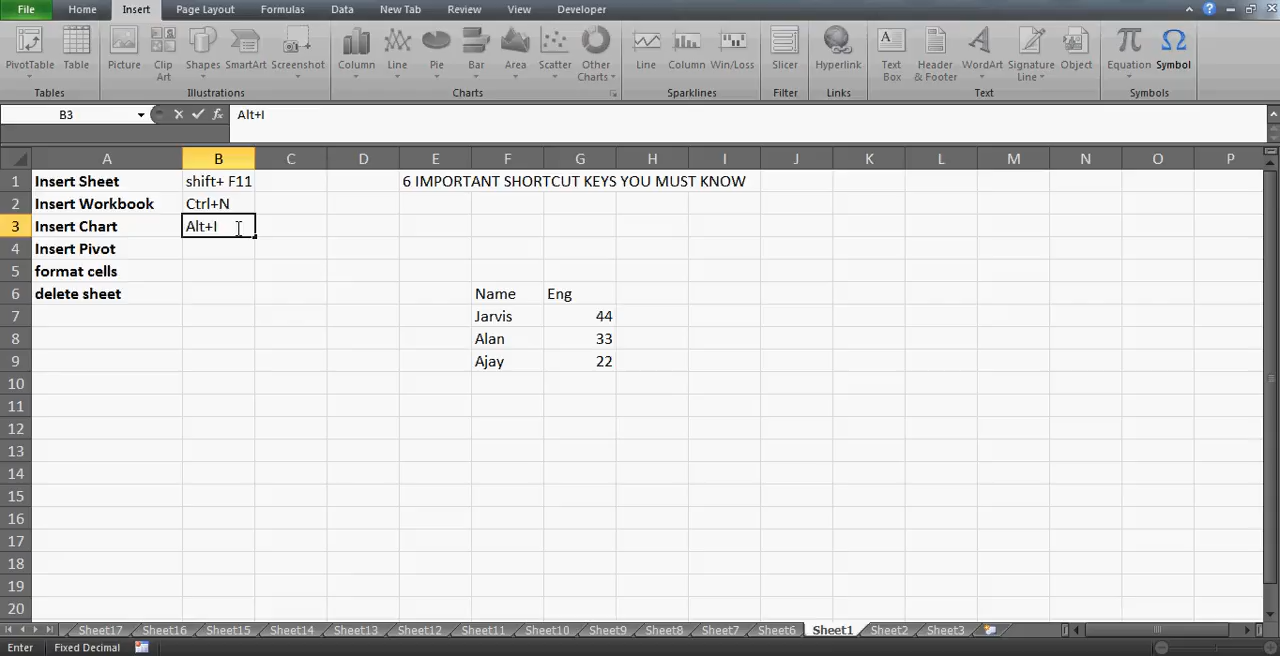 File Home Insert Page Layout Formulas Data New Tab Review View Developer
PivotTable Table Picture Clip Art Shapes SmartArt Screenshot Column Line Pie Bar Area Scatter Other Charts Line Column Win/Loss Slicer Hyperlink Text Box Header & Footer WordArt Signature Line Object Equation Symbol
Tables Illustrations Charts Sparklines Filter Links Text Symbols
B3 fx Alt+I
A B C D E F G H I J K L M N O P
1 Insert Sheet shift+ F11 6 IMPORTANT SHORTCUT KEYS YOU MUST KNOW
2 Insert Workbook Ctrl+N
3 Insert Chart Alt+I
4 Insert Pivot
5 format cells
6 delete sheet Name Eng
7 Jarvis 44
8 Alan 33
9 Ajay 22
10
11
12
13
14
15
16
17
18
19
20
Sheet17 Sheet16 Sheet15 Sheet14 Sheet13 Sheet12 Sheet11 Sheet10 Sheet9 Sheet8 Sheet7 Sheet6 Sheet1 Sheet2 Sheet3
Enter Fixed Decimal